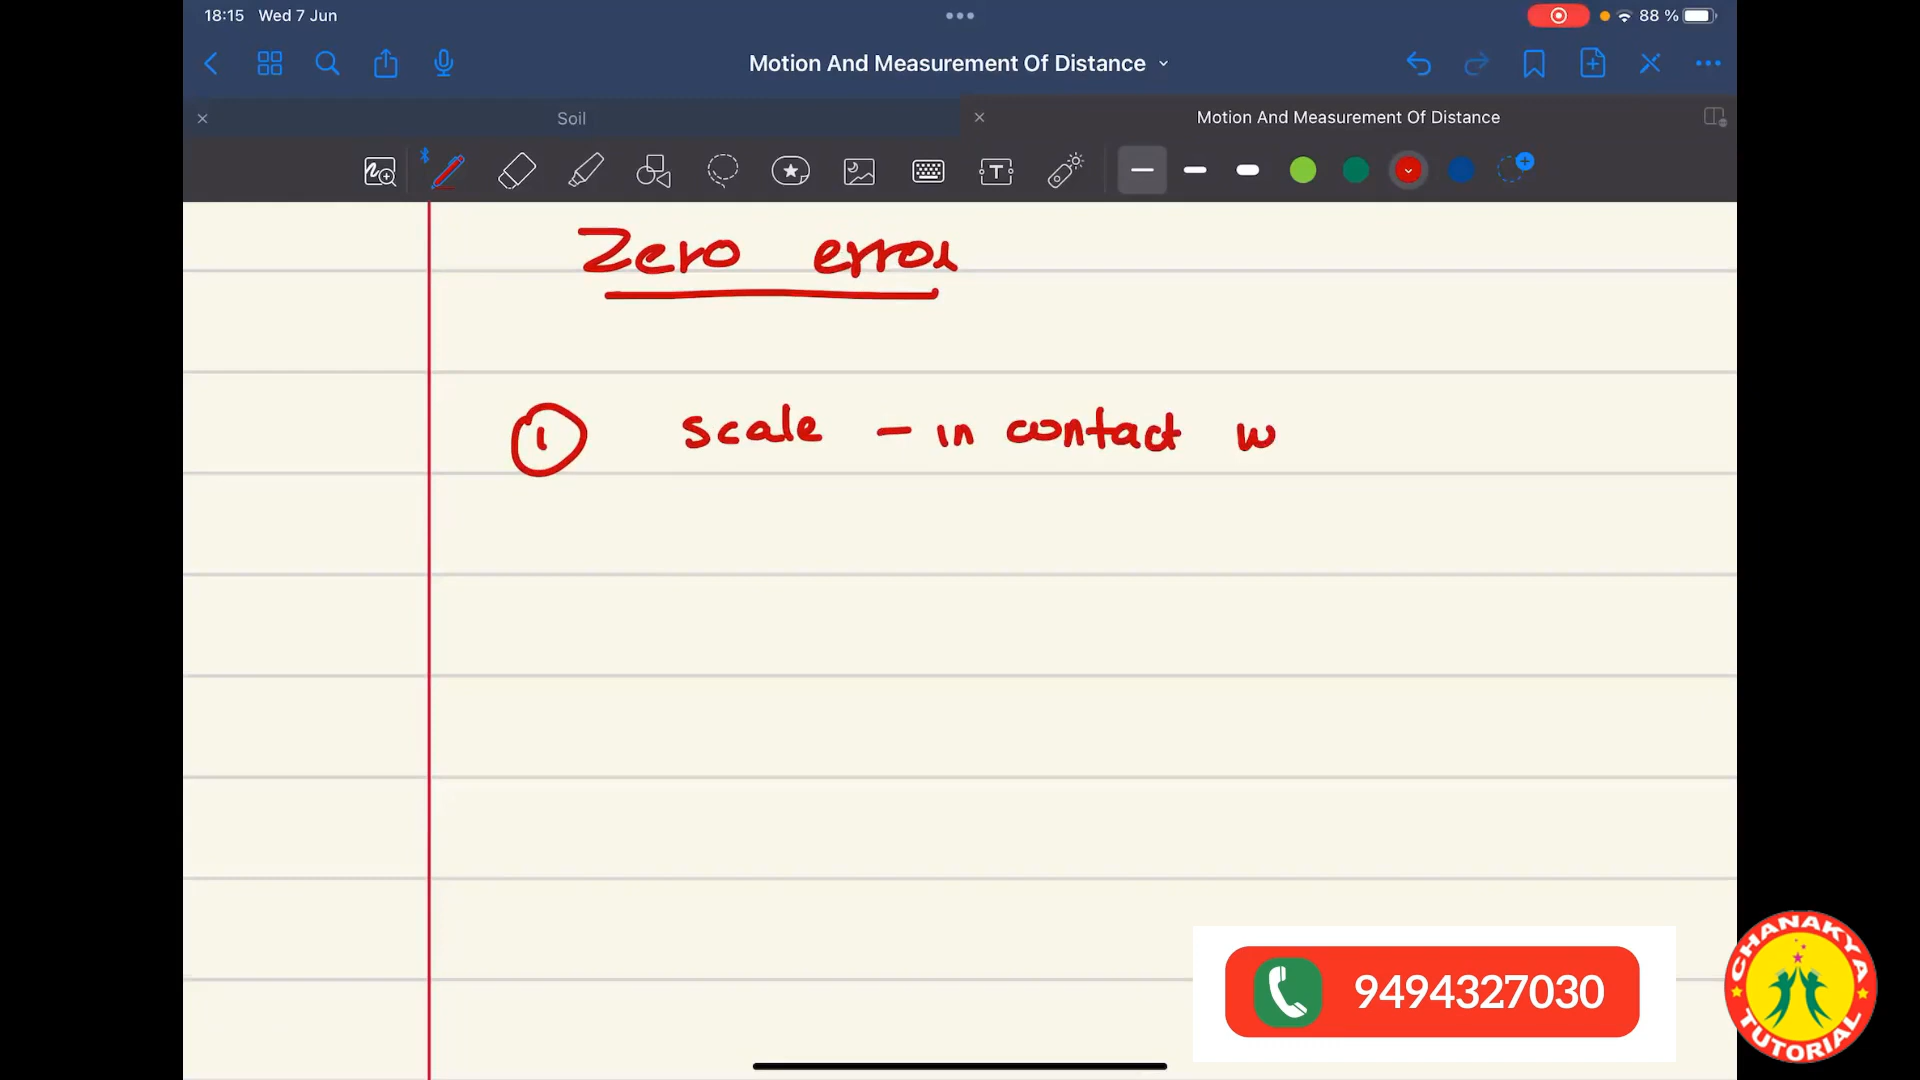 18:15 Wed 7 Jun
88 %
Motion And Measurement Of Distance
Soil
Motion And Measurement Of Distance
T
Zero error
1 scale – in contact w
9494327030
CHANAKYA
TUTORIAL